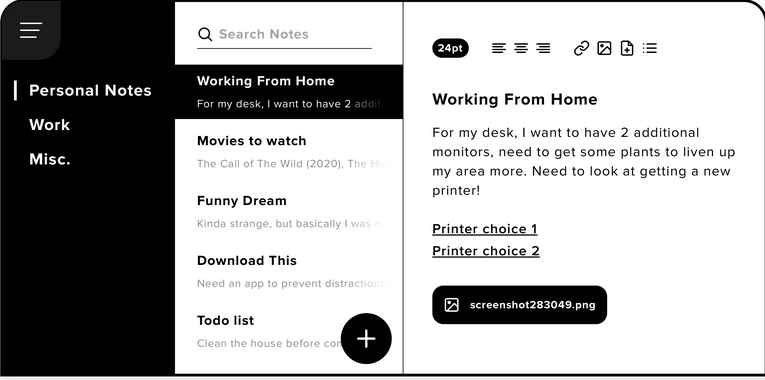 Personal Notes
Work
Misc.
Search Notes
Working From Home
For my desk, I want to have 2
Movies to watch
The Call of The Wild (2020), The
Funny Dream
Kinda strange, but basically I was
Download This
Need an app to prevent distractions
Todo list
Clean the house before
24pt
Working From Home
For my desk, I want to have 2 additional
monitors, need to get some plants to liven up
my area more. Need to look at getting a new
printer!
Printer choice 1
Printer choice 2
screenshot283049.png